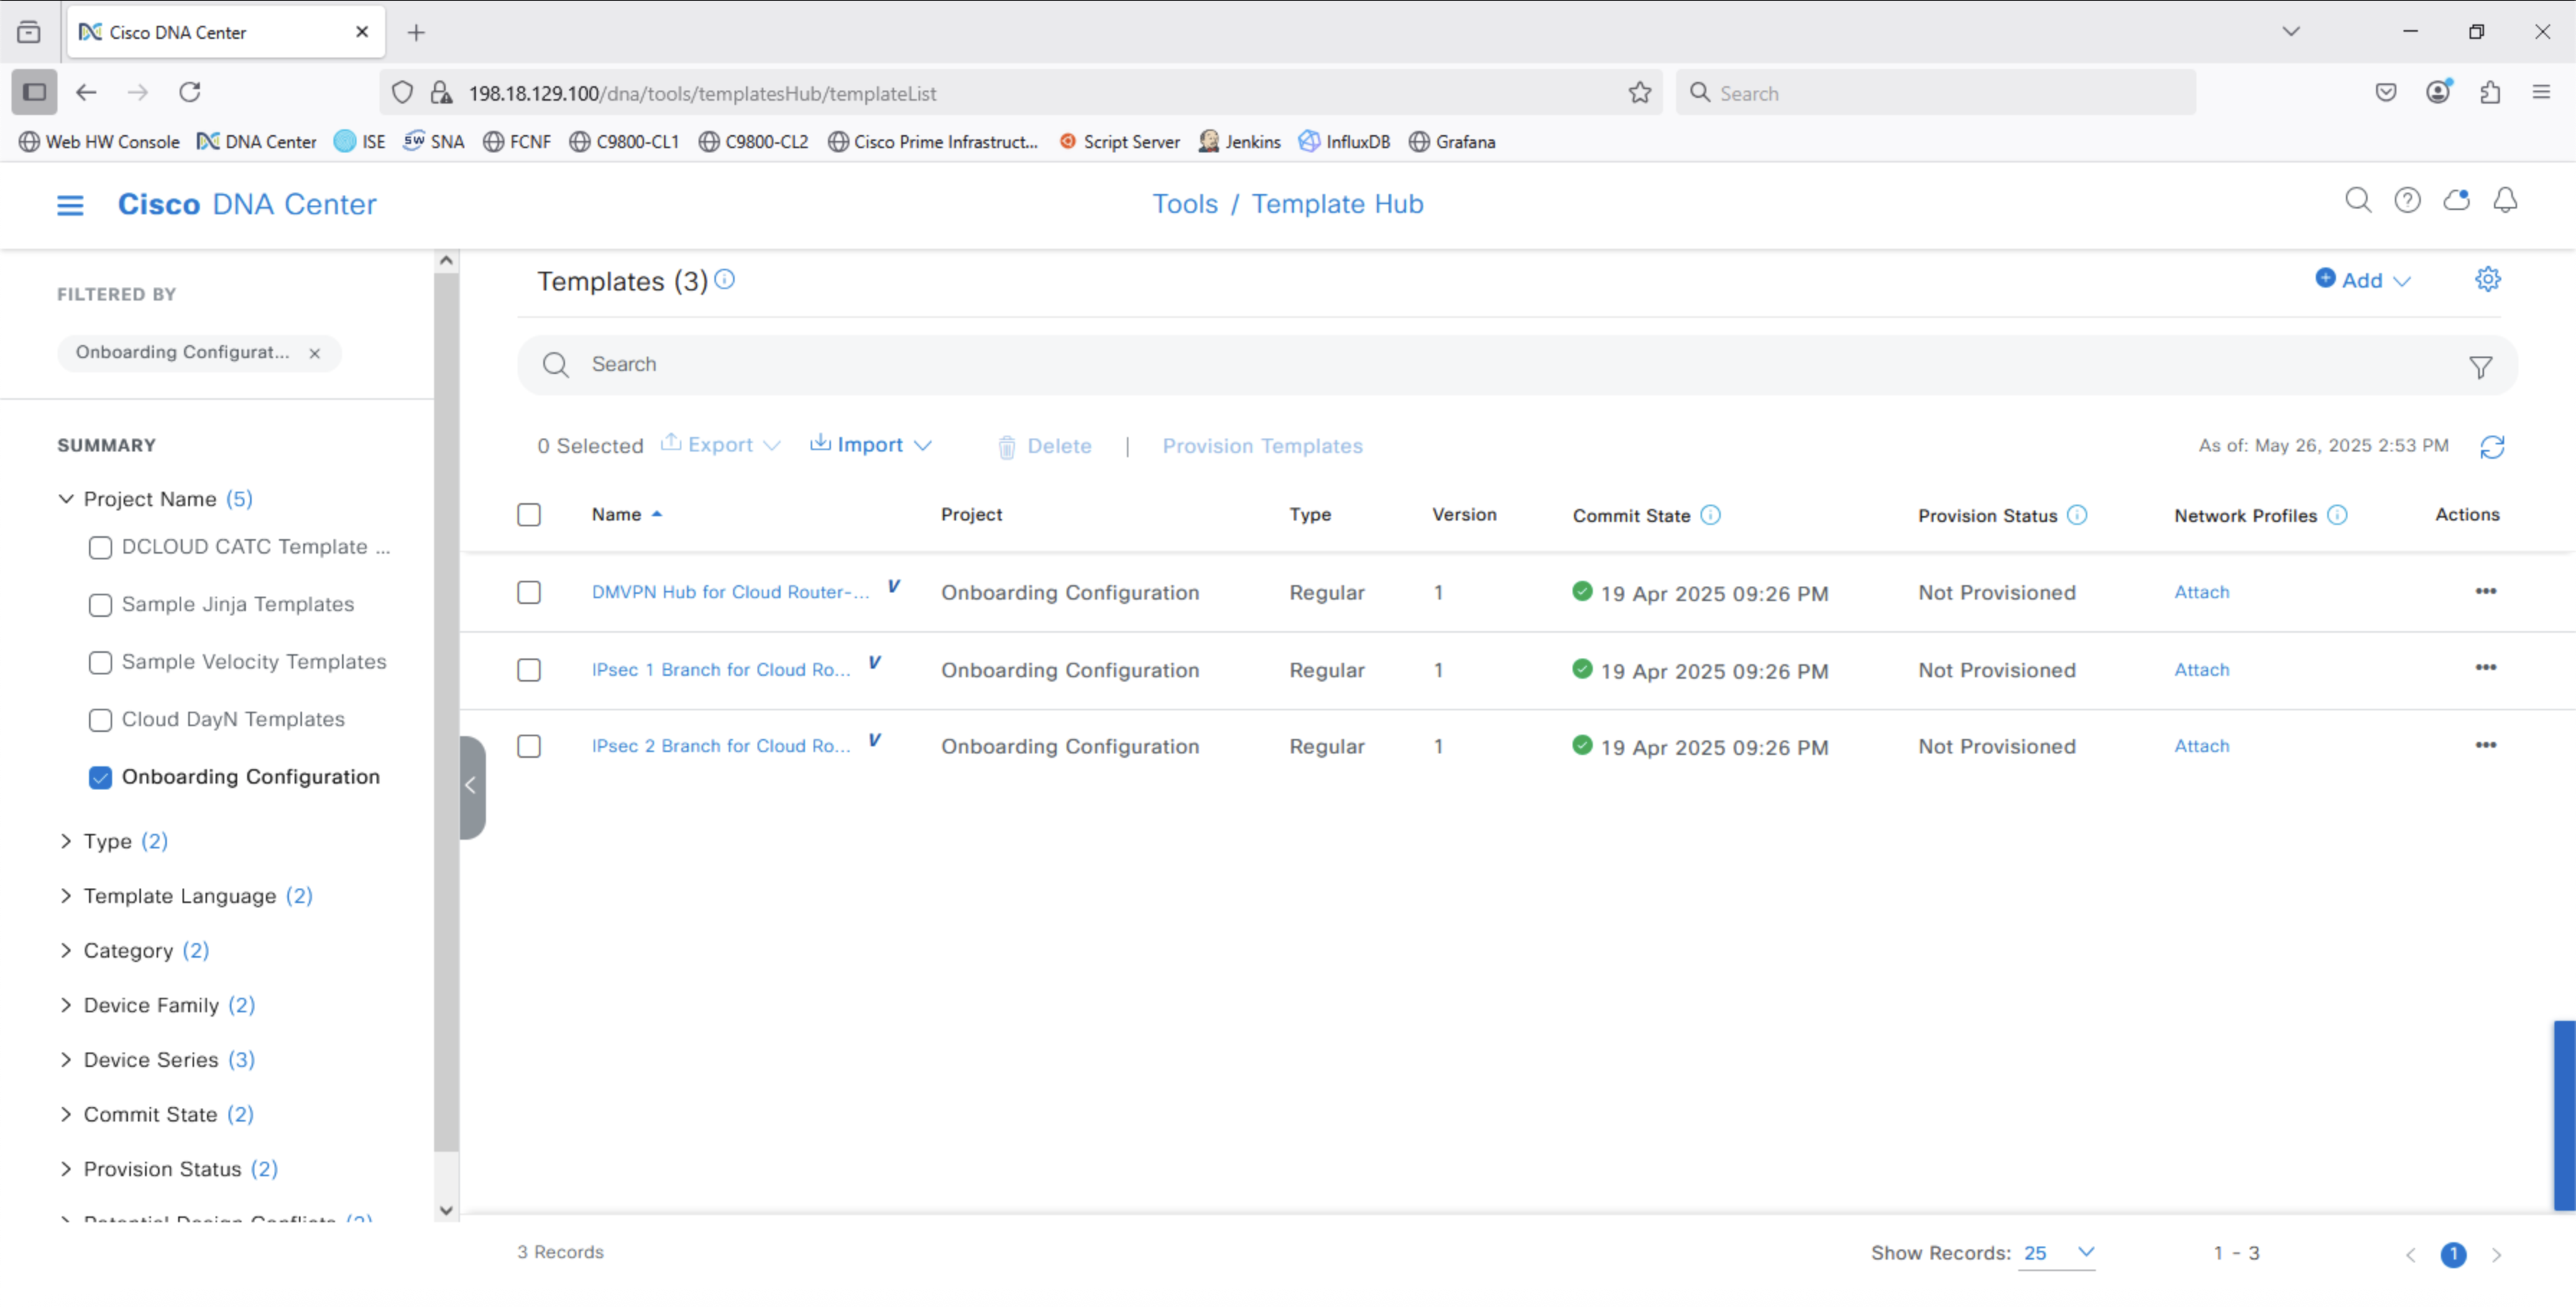 Cisco DNA Center
198.18.129.100/dna/tools/templatesHub/templateList
Search
Web HW Console DNA Center ISE SNA FCNF C9800-CL1 C9800-CL2 Cisco Prime Infrastruct... Script Server Jenkins InfluxDB Grafana
Cisco DNA Center
Tools / Template Hub
FILTERED BY
Onboarding Configurat...
SUMMARY
Project Name (5)
DCLOUD CATC Template ...
Sample Jinja Templates
Sample Velocity Templates
Cloud DayN Templates
Onboarding Configuration
Type (2)
Template Language (2)
Category (2)
Device Family (2)
Device Series (3)
Commit State (2)
Provision Status (2)
Templates (3)
Add
Search
0 Selected Export Import Delete | Provision Templates As of: May 26, 2025 2:53 PM
Name Project Type Version Commit State Provision Status Network Profiles Actions
DMVPN Hub for Cloud Router-... V Onboarding Configuration Regular 1 19 Apr 2025 09:26 PM Not Provisioned Attach
IPsec 1 Branch for Cloud Ro... V Onboarding Configuration Regular 1 19 Apr 2025 09:26 PM Not Provisioned Attach
IPsec 2 Branch for Cloud Ro... V Onboarding Configuration Regular 1 19 Apr 2025 09:26 PM Not Provisioned Attach
3 Records Show Records: 25 1 - 3 1